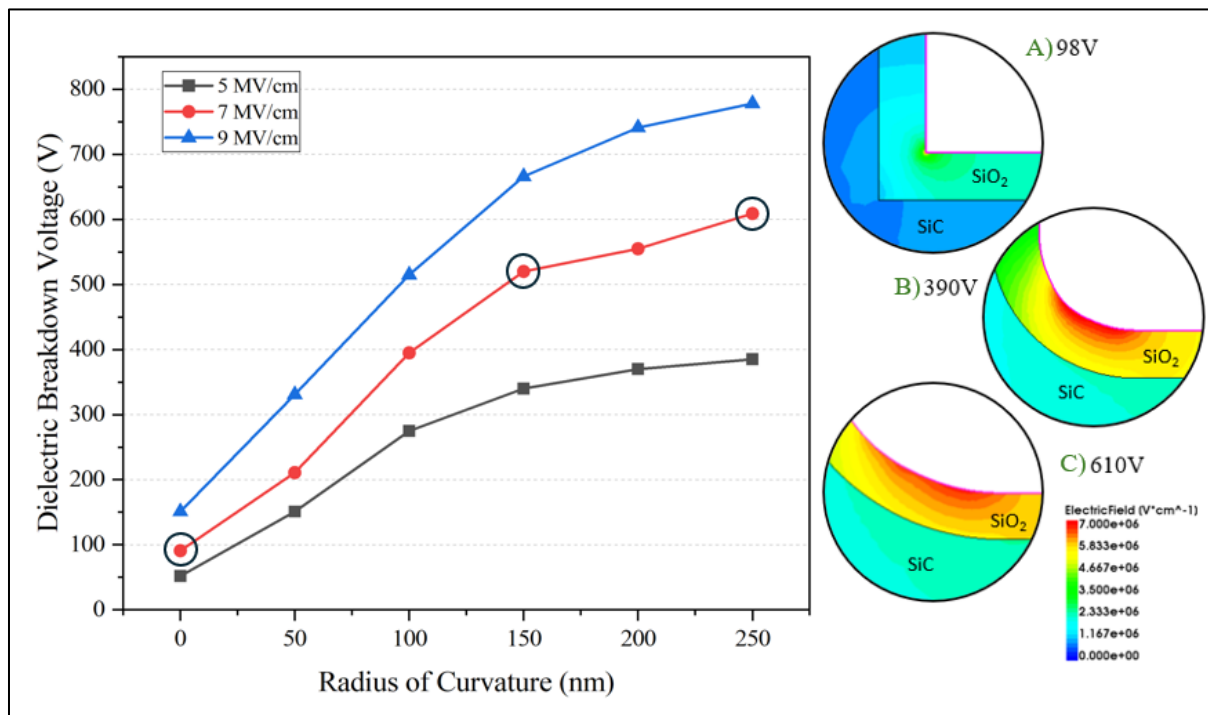 5 MV/cm
7 MV/cm
9 MV/cm
Dielectric Breakdown Voltage (V)
800
700
600
500
400
300
200
100
0
0 50 100 150 200 250
Radius of Curvature (nm)
A) 98V
SiO2
SiC
B) 390V
SiO2
SiC
C) 610V
SiO2
SiC
ElectricField (V*cm^-1)
7.000e+06
5.833e+06
4.667e+06
3.500e+06
2.333e+06
1.167e+06
0.000e+00